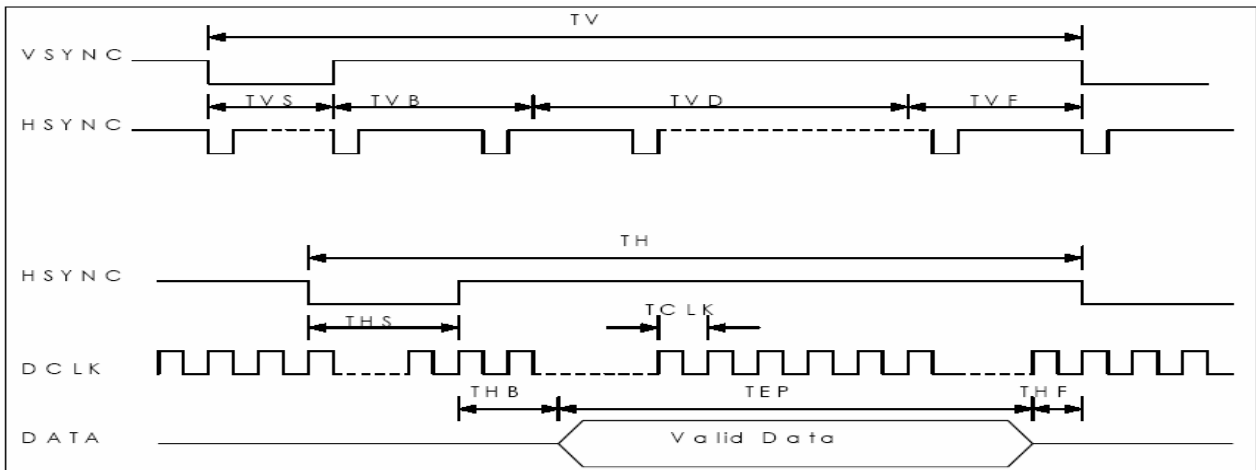 TV
VSYNC
TVS TVB TVD TVF
HSYNC
TH
HSYNC
THS TCLK
DCLK
THB TEP THF
DATA Valid Data